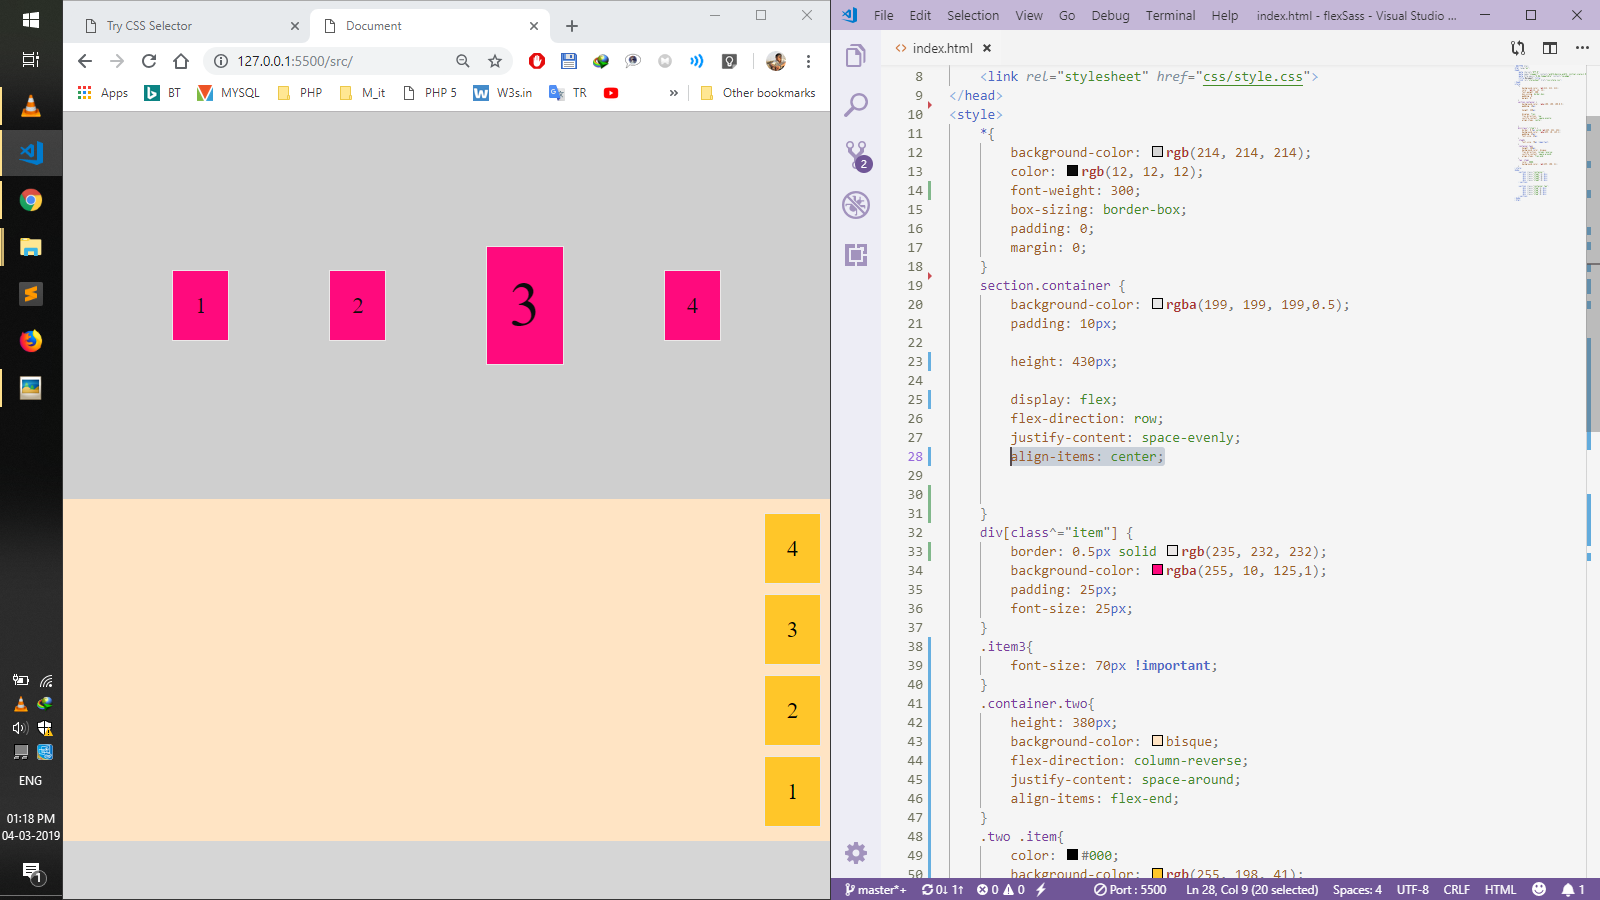 Try CSS Selector
Document
127.0.0.1:5500/src/
Apps
BT
MYSQL
PHP
M_it
PHP 5
W3s.in
TR
»
Other bookmarks
1
2
3
4
4
3
2
1
ENG
01:18 PM
04-03-2019
1
File Edit Selection View Go Debug Terminal Help
index.html - flexSass - Visual Studio ...
index.html
2
8 <link rel="stylesheet" href="css/style.css">
9 </head>
10 <style>
11 *{
12 background-color: rgb(214, 214, 214);
13 color: rgb(12, 12, 12);
14 font-weight: 300;
15 box-sizing: border-box;
16 padding: 0;
17 margin: 0;
18 }
19 section.container {
20 background-color: rgba(199, 199, 199,0.5);
21 padding: 10px;
22
23 height: 430px;
24
25 display: flex;
26 flex-direction: row;
27 justify-content: space-evenly;
28 align-items: center;
29
30
31 }
32 div[class^="item"] {
33 border: 0.5px solid rgb(235, 232, 232);
34 background-color: rgba(255, 10, 125,1);
35 padding: 25px;
36 font-size: 25px;
37 }
38 .item3{
39 font-size: 70px !important;
40 }
41 .container.two{
42 height: 380px;
43 background-color: bisque;
44 flex-direction: column-reverse;
45 justify-content: space-around;
46 align-items: flex-end;
47 }
48 .two .item{
49 color: #000;
50 background-color: rgb(255, 198, 41);
master*+ 0↓ 1↑ 0 0 Port : 5500 Ln 28, Col 9 (20 selected) Spaces: 4 UTF-8 CRLF HTML 1